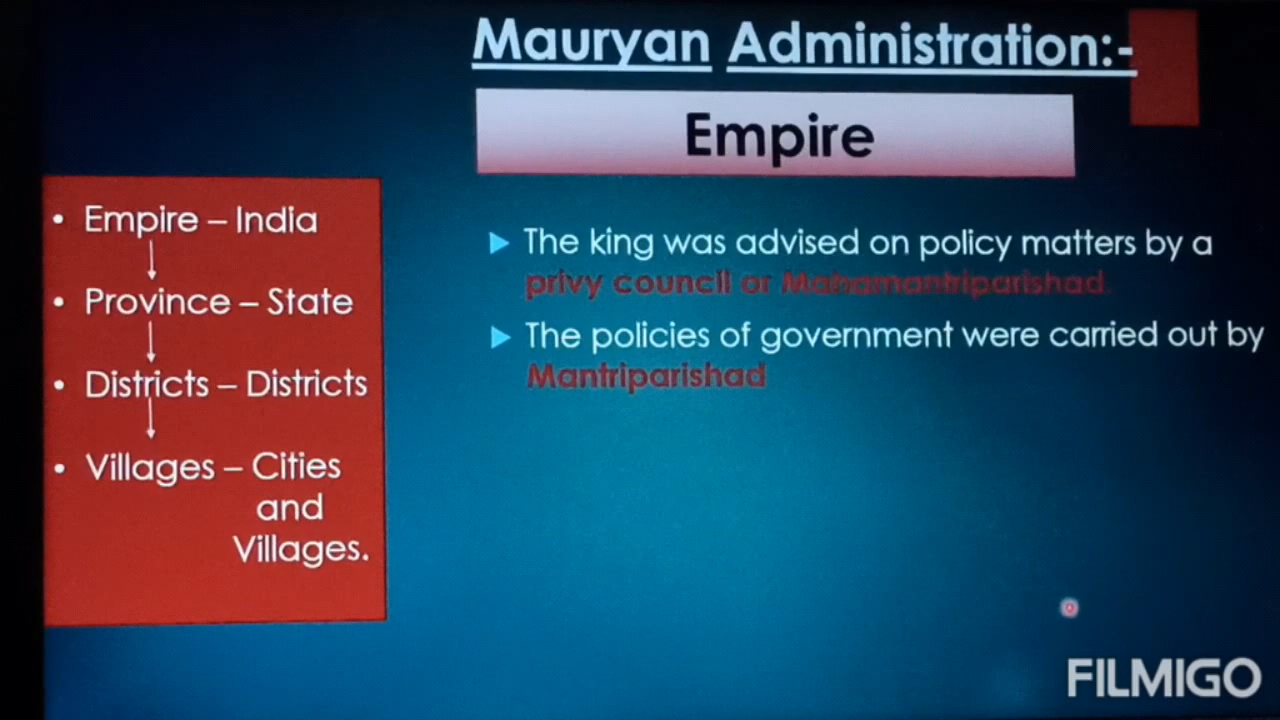 Mauryan Administration:-
Empire
• Empire – India
• Province – State
• Districts – Districts
• Villages – Cities
and
Villages.
The king was advised on policy matters by a
privy council or Mahamantriparishad.
The policies of government were carried out by
Mantriparishad
FILMIGO